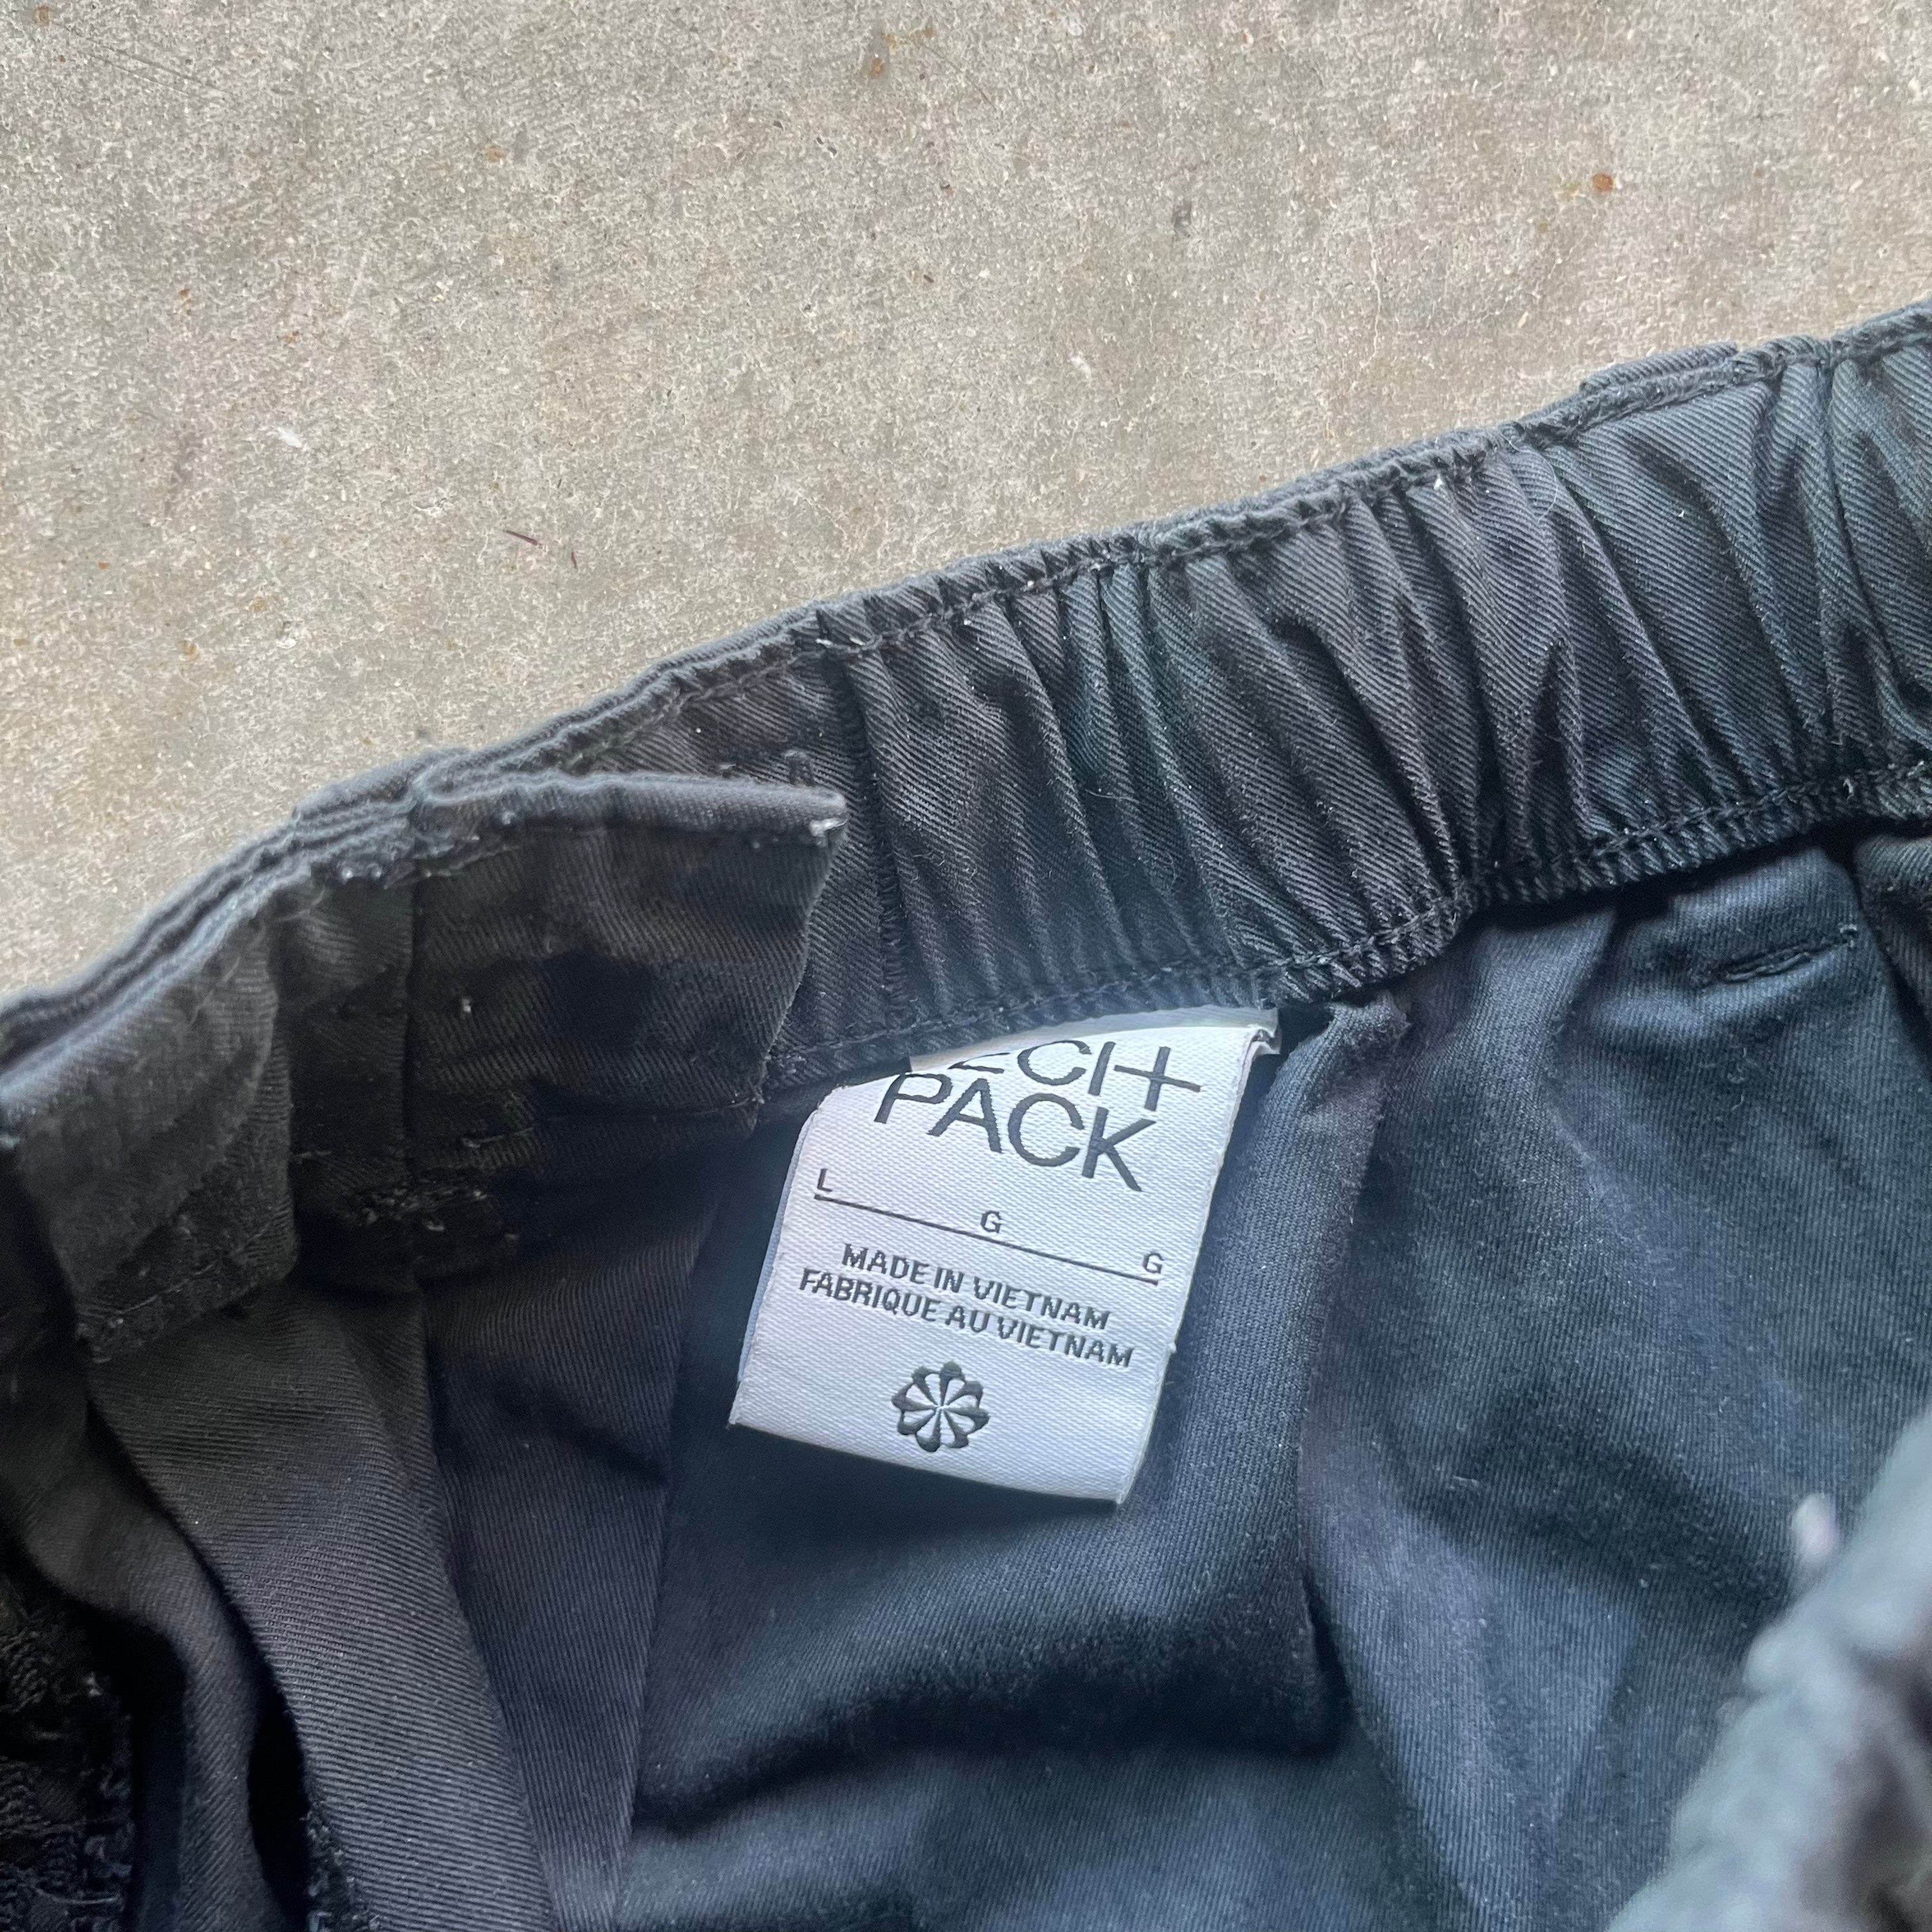 PACK
L
G
G
MADE IN VIETNAM
FABRIQUE AU VIETNAM